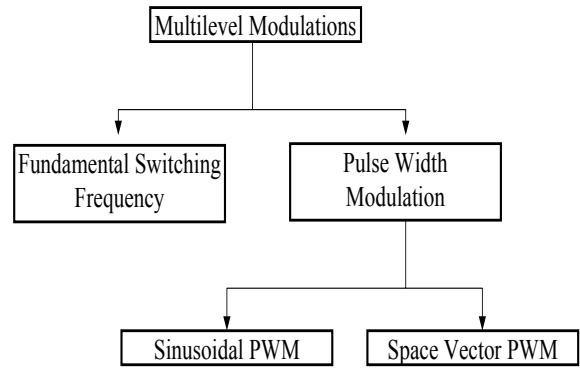 Multilevel Modulations
Fundamental Switching
Frequency
Pulse Width
Modulation
Sinusoidal PWM
Space Vector PWM